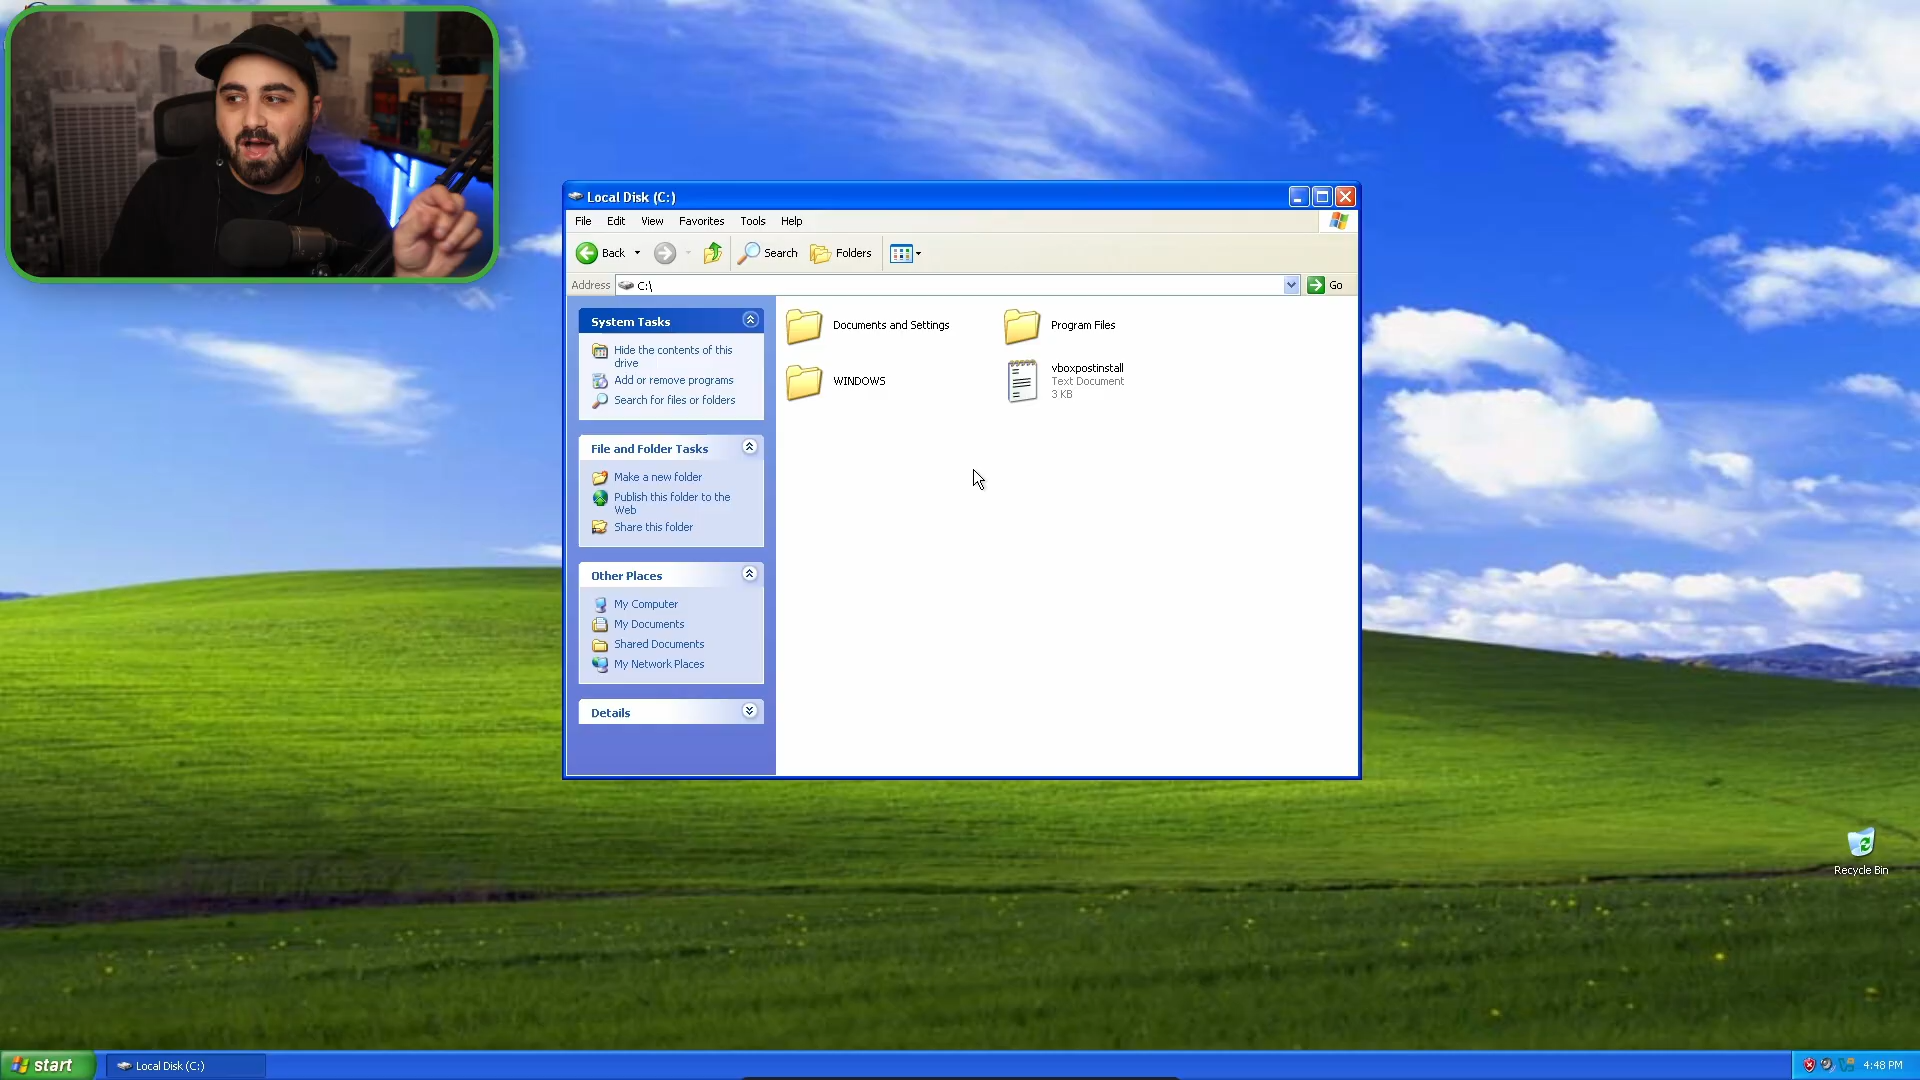 Local Disk (C:)
File Edit View Favorites Tools Help
Back Search Folders
Address C:\ Go
System Tasks
Hide the contents of this
drive
Add or remove programs
Search for files or folders
File and Folder Tasks
Make a new folder
Publish this folder to the
Web
Share this folder
Other Places
My Computer
My Documents
Shared Documents
My Network Places
Details
Documents and Settings
Program Files
WINDOWS
vboxpostinstall
Text Document
3 KB
Recycle Bin
start
Local Disk (C:)
4:48 PM